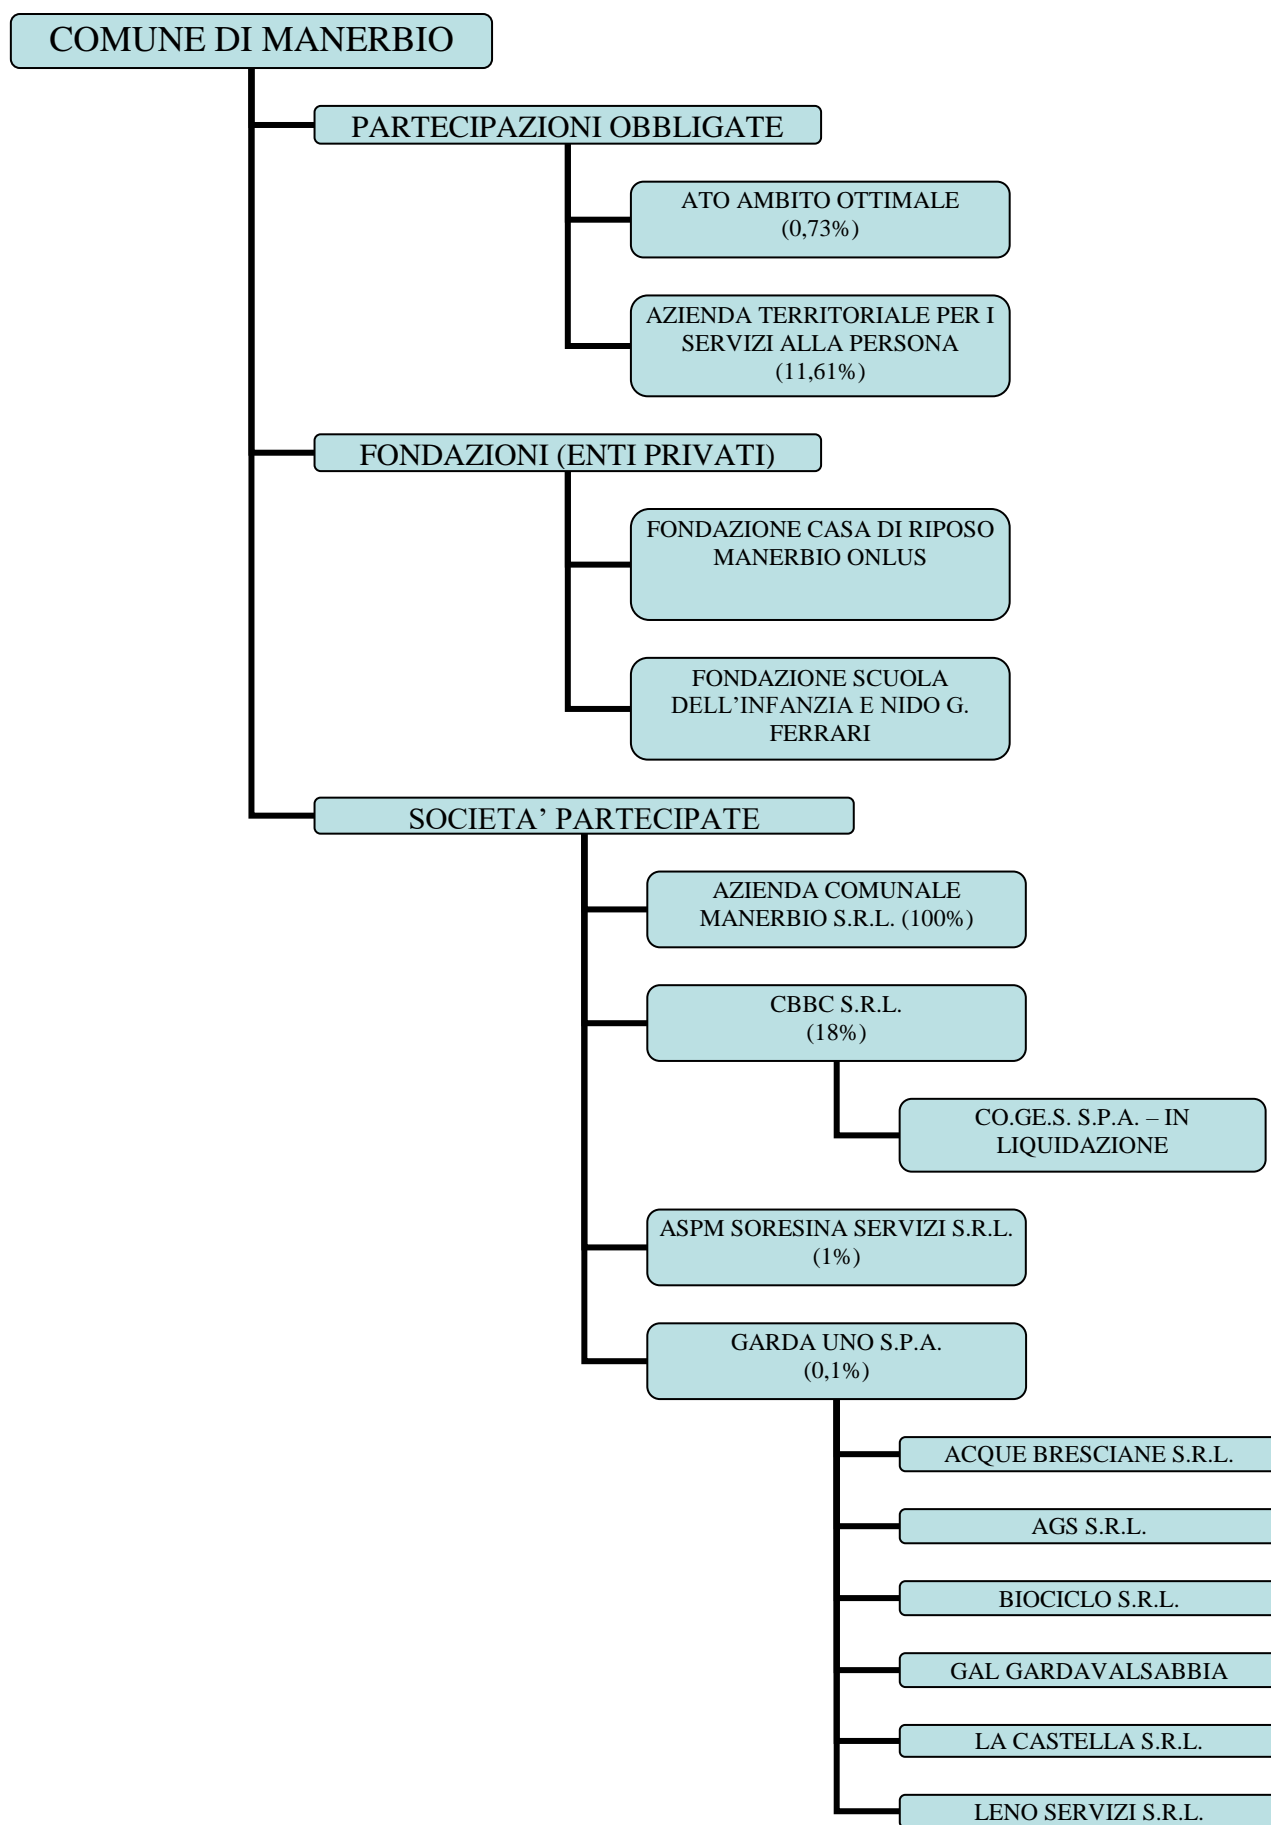 COMUNE DI MANERBIO
PARTECIPAZIONI OBBLIGATE
ATO AMBITO OTTIMALE
(0,73%)
AZIENDA TERRITORIALE PER I
SERVIZI ALLA PERSONA
(11,61%)
FONDAZIONI (ENTI PRIVATI)
FONDAZIONE CASA DI RIPOSO
MANERBIO ONLUS
FONDAZIONE SCUOLA
DELL’INFANZIA E NIDO G.
FERRARI
SOCIETA’ PARTECIPATE
AZIENDA COMUNALE
MANERBIO S.R.L. (100%)
CBBC S.R.L.
(18%)
CO.GE.S. S.P.A. – IN
LIQUIDAZIONE
ASPM SORESINA SERVIZI S.R.L.
(1%)
GARDA UNO S.P.A.
(0,1%)
ACQUE BRESCIANE S.R.L.
AGS S.R.L.
BIOCICLO S.R.L.
GAL GARDAVALSABBIA
LA CASTELLA S.R.L.
LENO SERVIZI S.R.L.